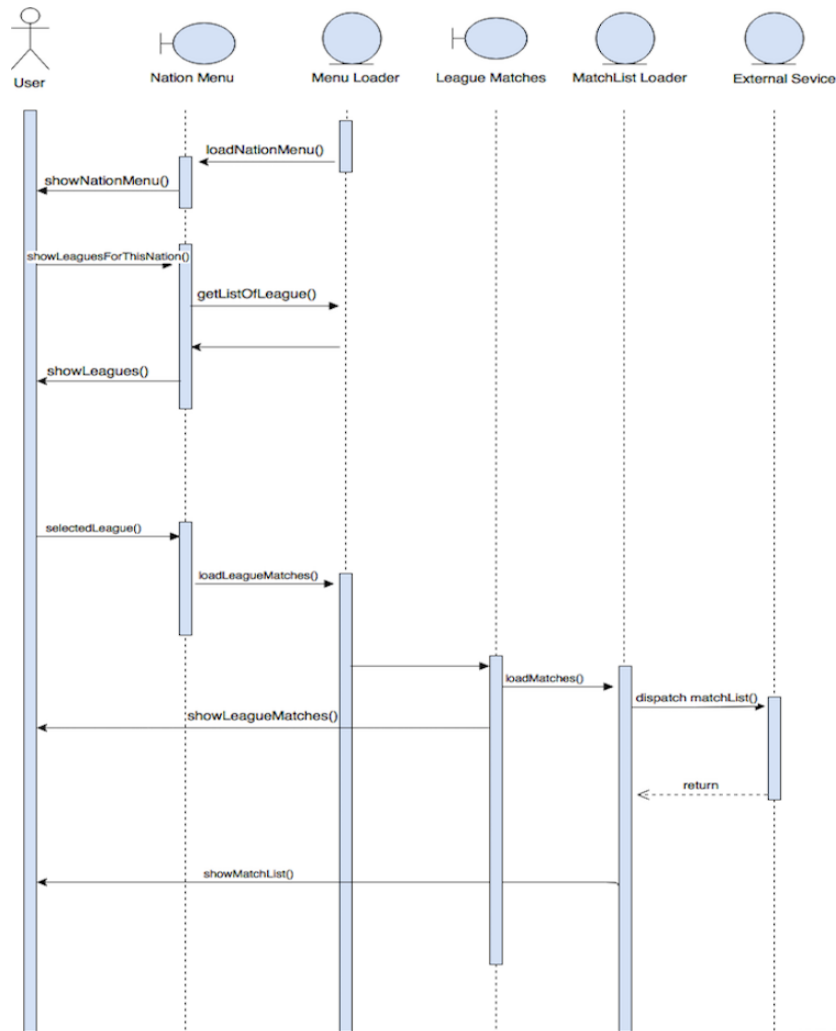 User
Nation Menu
Menu Loader
League Matches
MatchList Loader
External Sevice
loadNationMenu()
showNationMenu()
showLeaguesForThisNation()
getListOfLeague()
showLeagues()
selectedLeague()
loadLeagueMatches()
loadMatches()
dispatch matchList()
showLeagueMatches()
return
showMatchList()